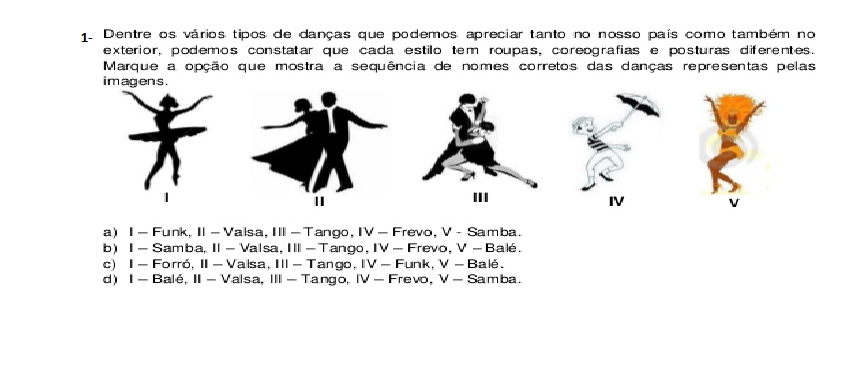 1- Dentre os vários tipos de danças que podemos apreciar tanto no nosso país como também no
exterior, podemos constatar que cada estilo tem roupas, coreografias e posturas diferentes.
Marque a opção que mostra a sequência de nomes corretos das danças representas pelas
imagens.
I II III IV V
a) I – Funk, II – Valsa, III – Tango, IV – Frevo, V - Samba.
b) I – Samba, II – Valsa, III – Tango, IV – Frevo, V – Balé.
c) I – Forró, II – Valsa, III – Tango, IV – Funk, V – Balé.
d) I – Balé, II – Valsa, III – Tango, IV – Frevo, V – Samba.